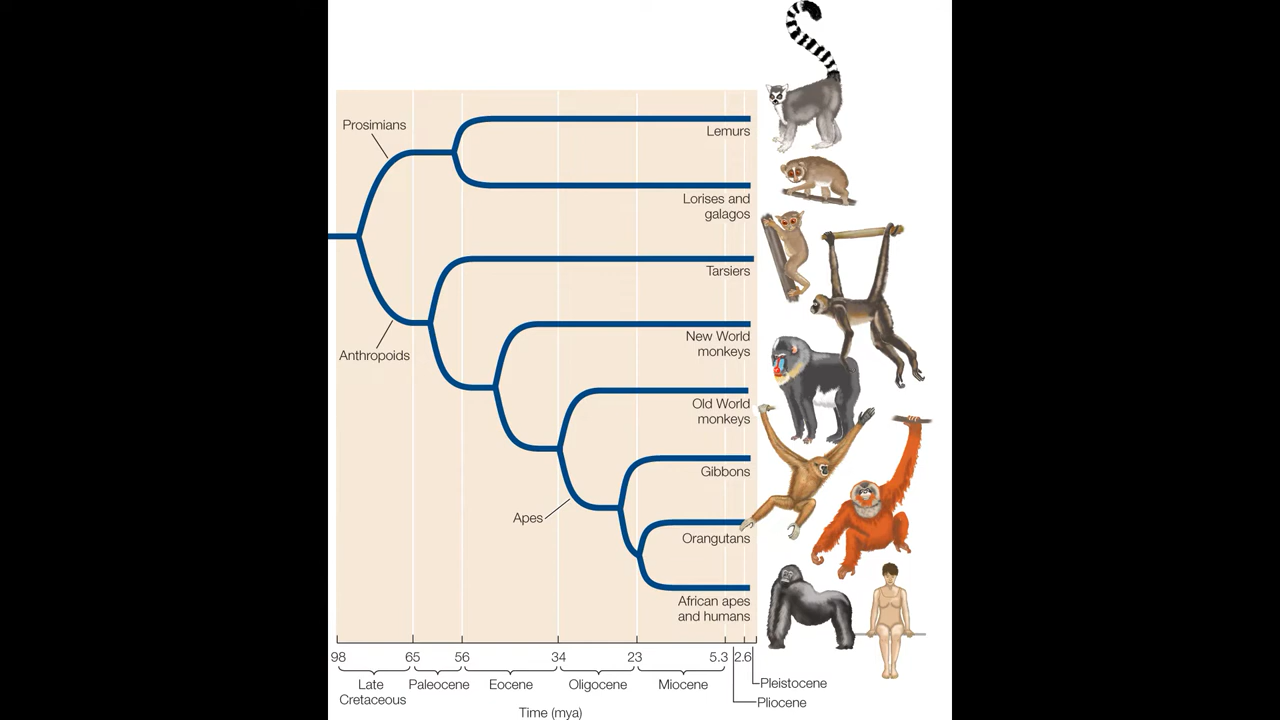 Prosimians
Lemurs
Lorises and
galagos
Tarsiers
New World
monkeys
Anthropoids
Old World
monkeys
Gibbons
Apes
Orangutans
African apes
and humans
98 65 56 34 23 5.3 2.6
Late
Cretaceous
Paleocene
Eocene
Oligocene
Miocene
Pleistocene
Pliocene
Time (mya)